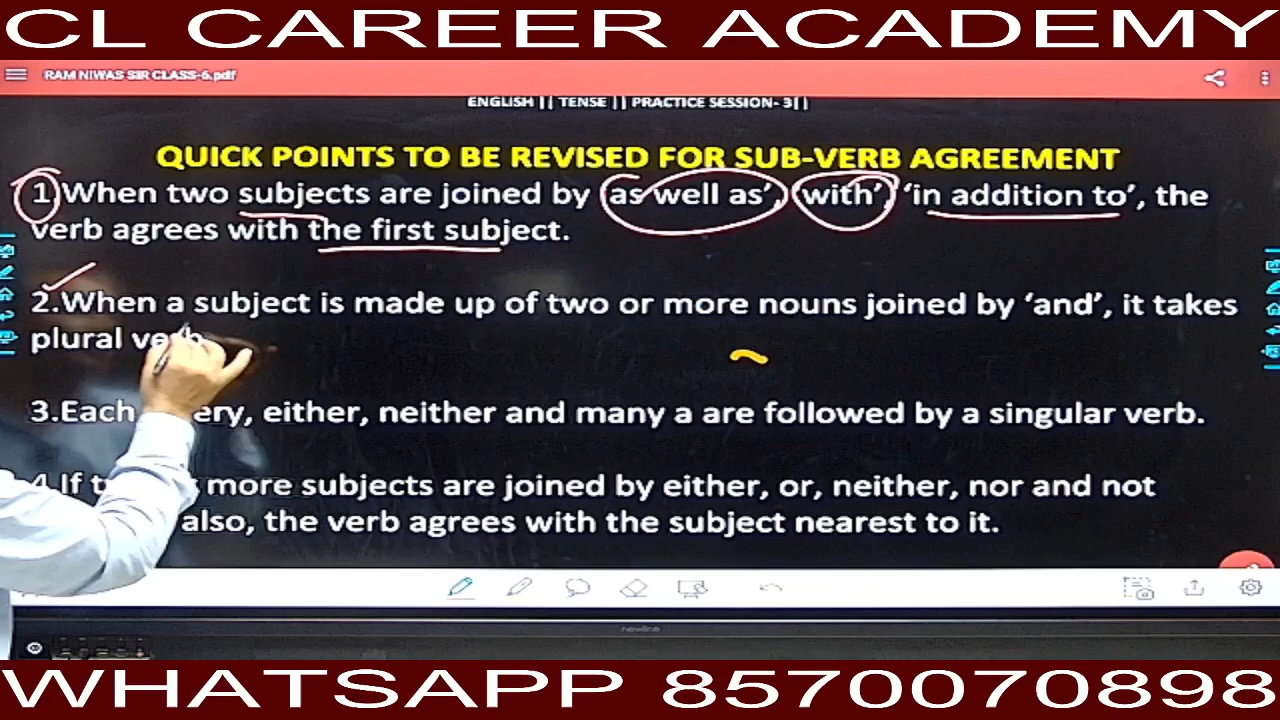 CL CAREER ACADEMY
RAM NIWAS SIR CLASS-6.pdf
ENGLISH || TENSE || PRACTICE SESSION- 3||
QUICK POINTS TO BE REVISED FOR SUB-VERB AGREEMENT
1.When two subjects are joined by 'as well as', 'with', 'in addition to', the
verb agrees with the first subject.
2.When a subject is made up of two or more nouns joined by 'and', it takes
plural verb
3.Each ery, either, neither and many a are followed by a singular verb.
4.If more subjects are joined by either, or, neither, nor and not
also, the verb agrees with the subject nearest to it.
newline
WHATSAPP 8570070898